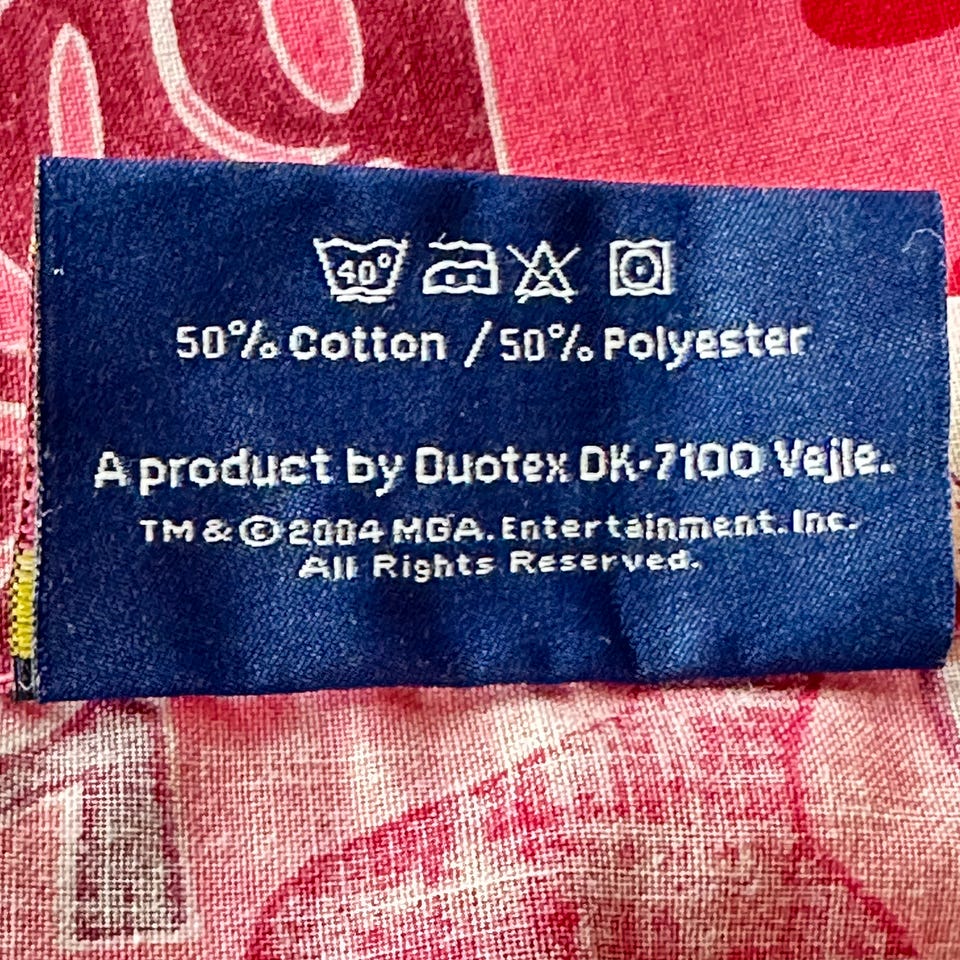 40°
50% Cotton / 50% Polyester
A product by Duotex DK-7100 Vejle.
TM & © 2004 MGA. Entertainment. Inc.
All Rights Reserved.